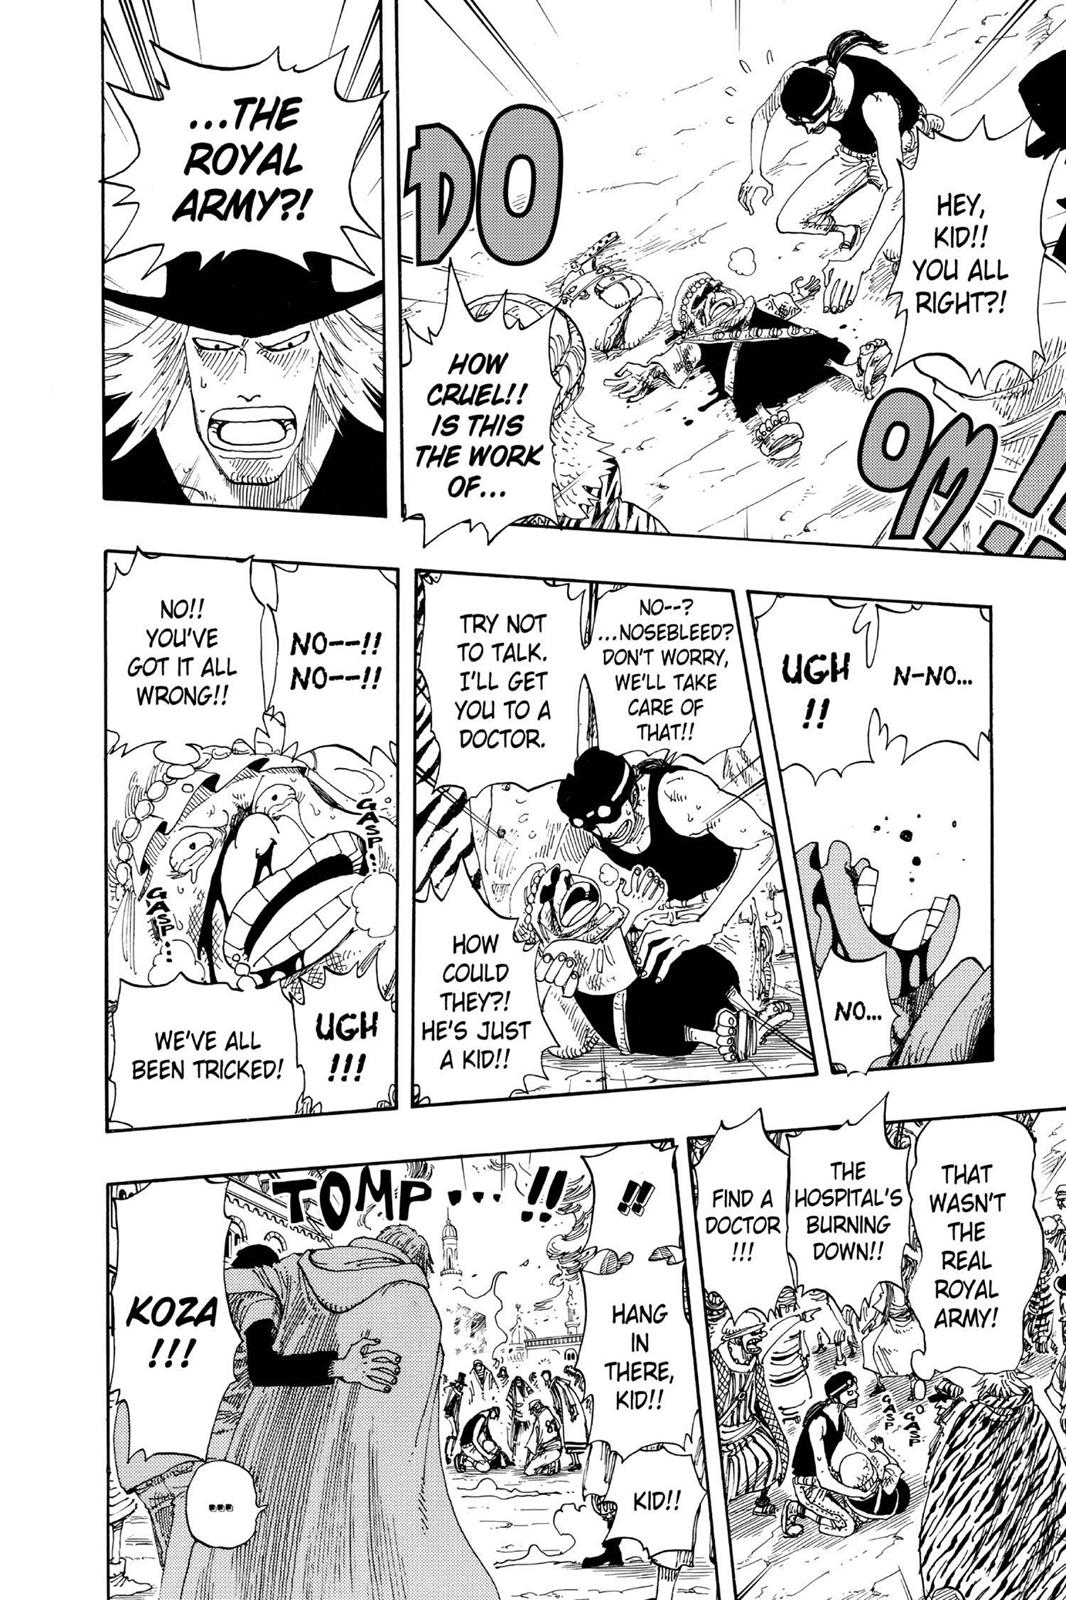 HEY,
KID!!
YOU ALL
RIGHT?!
DO
OM!!
HOW
CRUEL!!
IS THIS
THE WORK
OF...
...THE
ROYAL
ARMY?!
N-NO...
UGH
!!
NO...
NO--?
...NOSEBLEED?
DON'T WORRY,
WE'LL TAKE
CARE OF
THAT!!
TRY NOT
TO TALK.
I'LL GET
YOU TO A
DOCTOR.
HOW
COULD
THEY?!
HE'S JUST
A KID!!
NO--!!
NO--!!
NO!!
YOU'VE
GOT IT ALL
WRONG!!
GASP...
GASP...
UGH
!!!
WE'VE ALL
BEEN TRICKED!
THAT
WASN'T
THE
REAL
ROYAL
ARMY!
THE
HOSPITAL'S
BURNING
DOWN!!
FIND A
DOCTOR
!!!
GASP
GASP
!!
HANG
IN
THERE,
KID!!
KID!!
TOMP...!!
KOZA
!!!
...